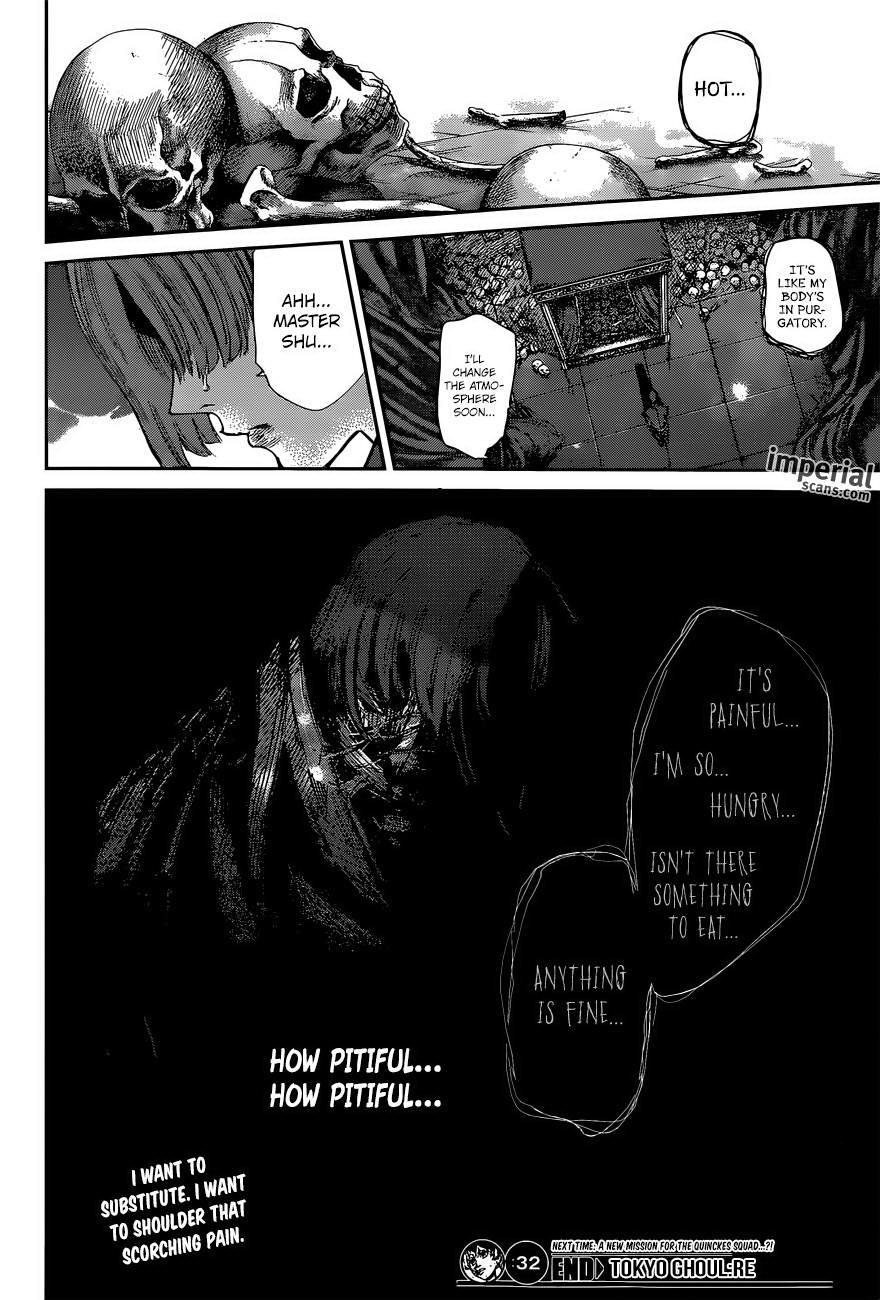 HOT...
IT'S
LIKE MY
BODY'S
IN PUR-
GATORY.
I'LL
CHANGE
THE ATMO-
SPHERE
SOON...
AHH...
MASTER
SHU...
imperial
scans.com
IT'S
PAINFUL...
I'M SO...
HUNGRY...
ISN'T THERE
SOMETHING
TO EAT...
ANYTHING
IS FINE...
HOW PITIFUL...
HOW PITIFUL...
I WANT TO
SUBSTITUTE. I WANT
TO SHOULDER THAT
SCORCHING PAIN.
NEXT TIME: A NEW MISSION FOR THE QUINCKES SQUAD...?!
:32 END> TOKYO GHOUL:RE